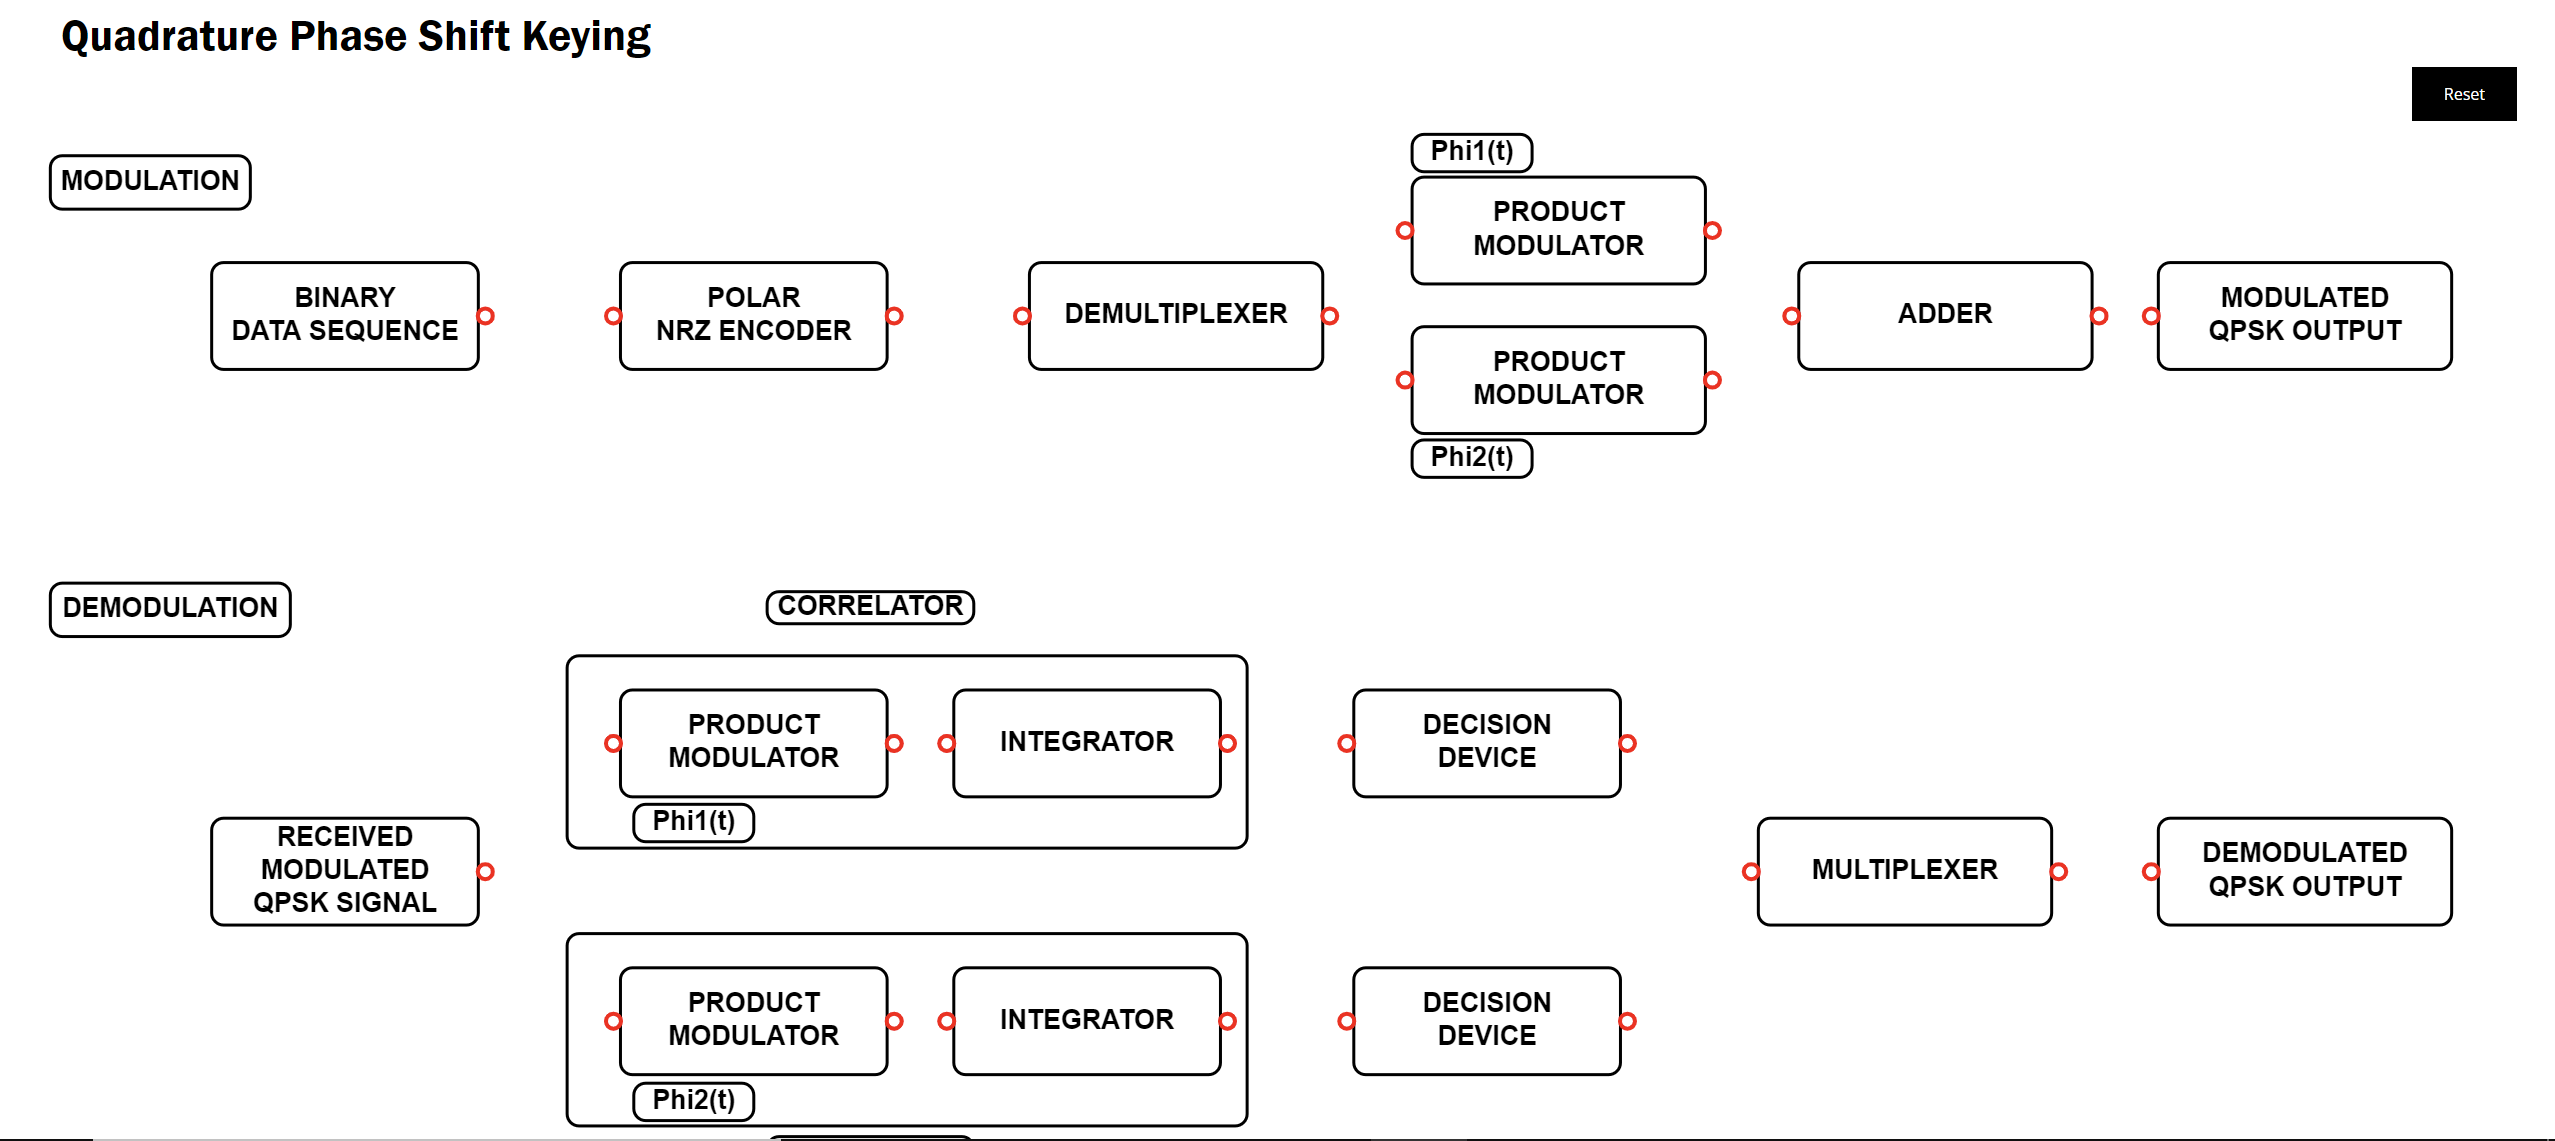 Quadrature Phase Shift Keying
Reset
MODULATION
Phi1(t)
PRODUCT
MODULATOR
BINARY
DATA SEQUENCE
POLAR
NRZ ENCODER
DEMULTIPLEXER
ADDER
MODULATED
QPSK OUTPUT
PRODUCT
MODULATOR
Phi2(t)
DEMODULATION
CORRELATOR
PRODUCT
MODULATOR
INTEGRATOR
DECISION
DEVICE
Phi1(t)
RECEIVED
MODULATED
QPSK SIGNAL
MULTIPLEXER
DEMODULATED
QPSK OUTPUT
PRODUCT
MODULATOR
INTEGRATOR
DECISION
DEVICE
Phi2(t)